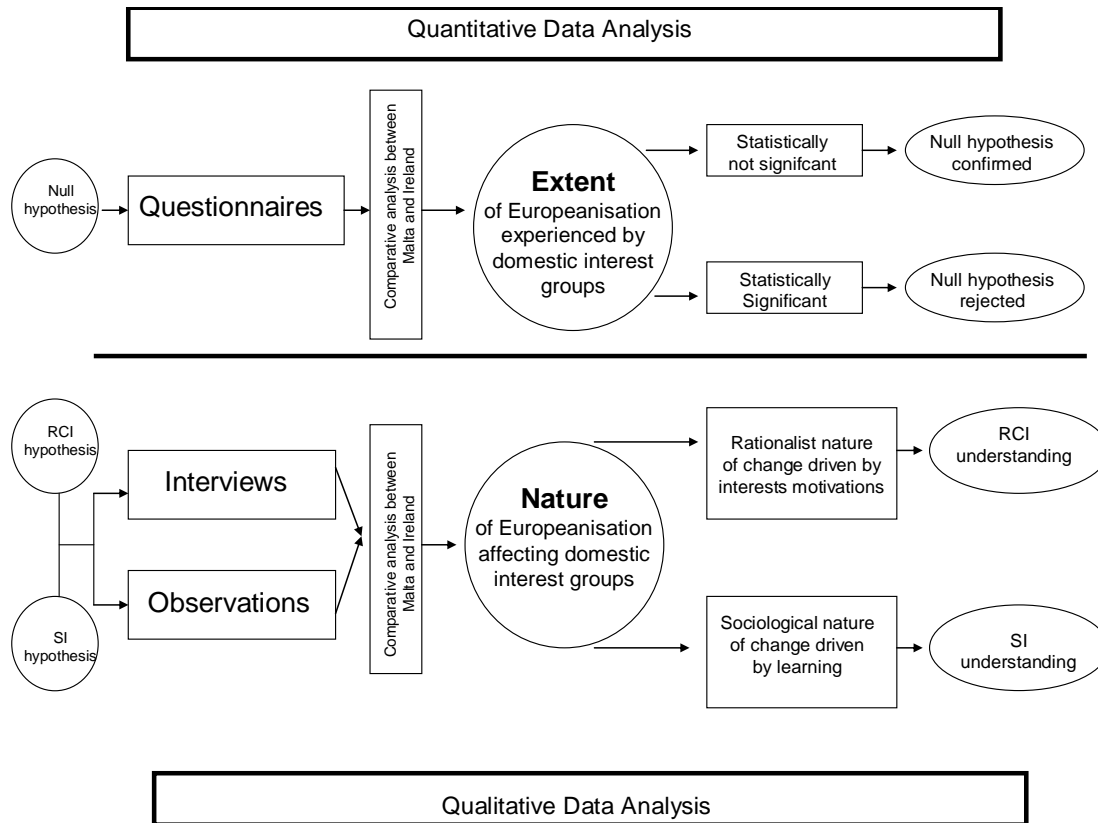 Quantitative Data Analysis
Null
hypothesis
Questionnaires
Comparative analysis between
Malta and Ireland
Extent
of Europeanisation
experienced by
domestic interest
groups
Statistically
not signifcant
Null hypothesis
confirmed
Statistically
Significant
Null hypothesis
rejected
RCI
hypothesis
SI
hypothesis
Interviews
Observations
Comparative analysis between
Malta and Ireland
Nature
of Europeanisation
affecting domestic
interest groups
Rationalist nature
of change driven by
interests motivations
RCI
understanding
Sociological nature
of change driven
by learning
SI
understanding
Qualitative Data Analysis